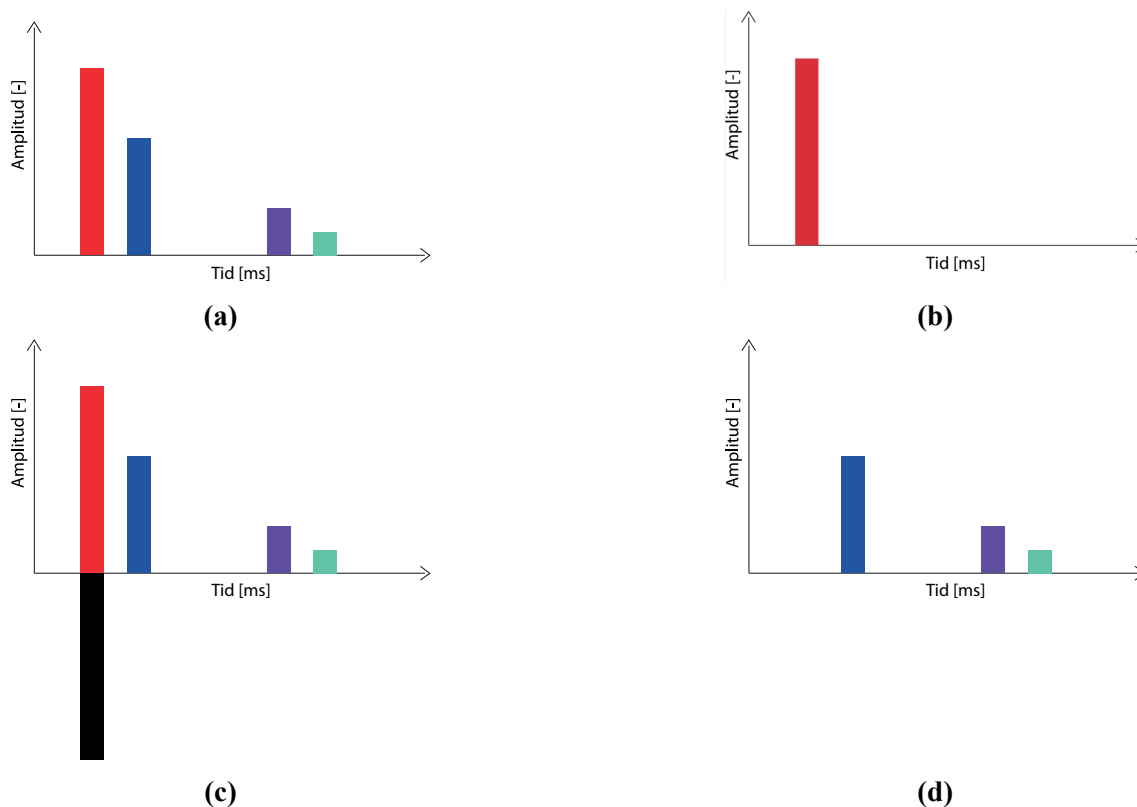 Amplitud [-]
Tid [ms]
(a)
Amplitud [-]
Tid [ms]
(b)
Amplitud [-]
Tid [ms]
(c)
Amplitud [-]
Tid [ms]
(d)